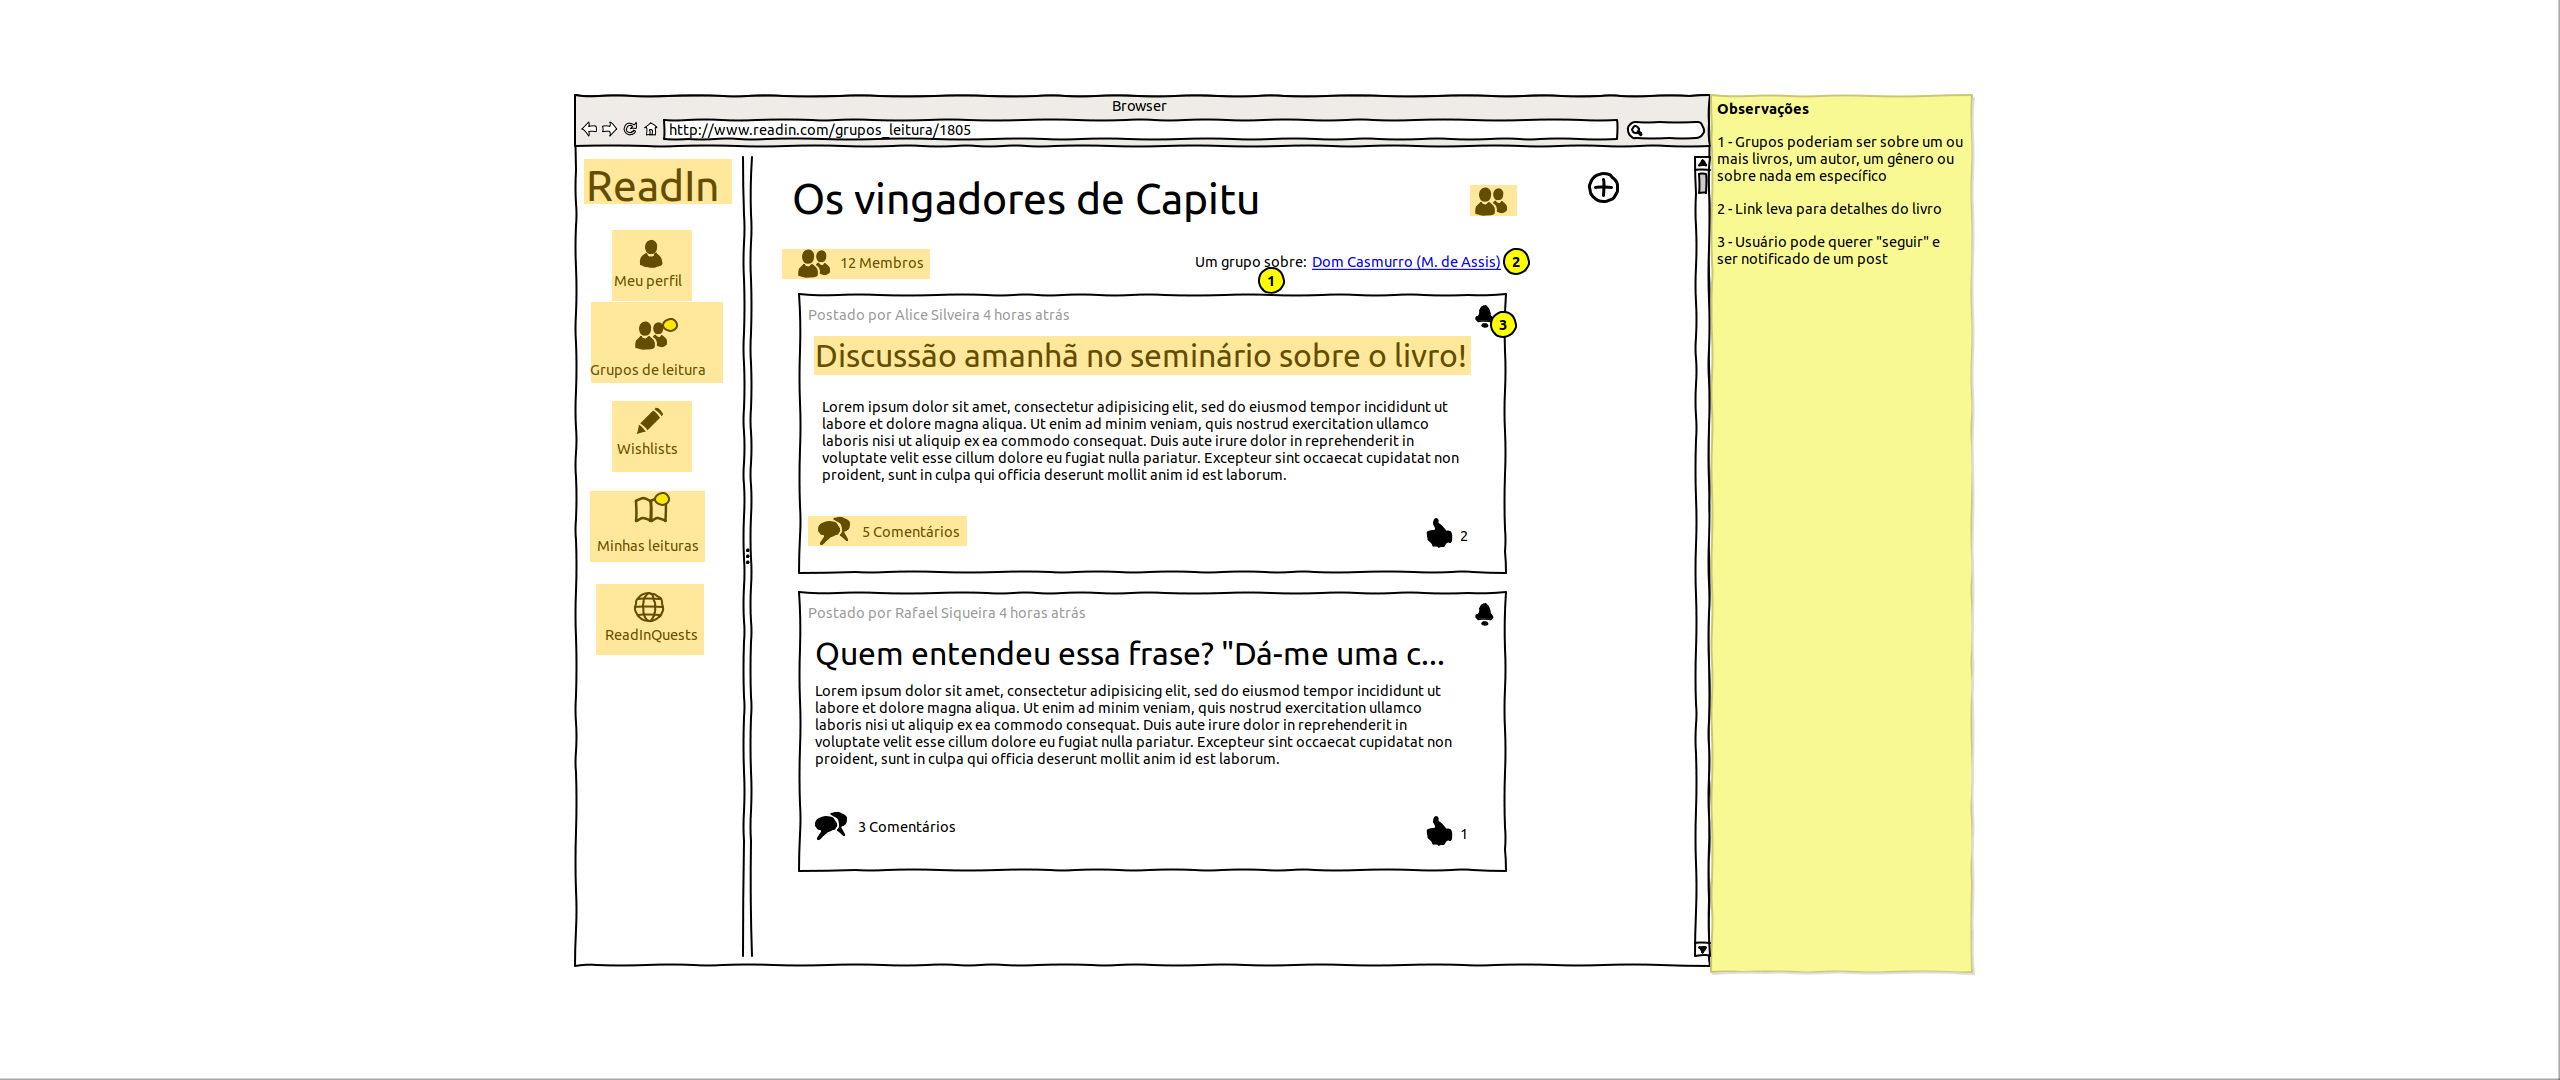 Browser
http://www.readin.com/grupos_leitura/1805
ReadIn
Meu perfil
Grupos de leitura
Wishlists
Minhas leituras
ReadInQuests
Os vingadores de Capitu
12 Membros
Um grupo sobre: Dom Casmurro (M. de Assis) 2
1
Postado por Alice Silveira 4 horas atrás
3
Discussão amanhã no seminário sobre o livro!
Lorem ipsum dolor sit amet, consectetur adipisicing elit, sed do eiusmod tempor incididunt ut
labore et dolore magna aliqua. Ut enim ad minim veniam, quis nostrud exercitation ullamco
laboris nisi ut aliquip ex ea commodo consequat. Duis aute irure dolor in reprehenderit in
voluptate velit esse cillum dolore eu fugiat nulla pariatur. Excepteur sint occaecat cupidatat non
proident, sunt in culpa qui officia deserunt mollit anim id est laborum.
5 Comentários
2
Postado por Rafael Siqueira 4 horas atrás
Quem entendeu essa frase? "Dá-me uma c...
Lorem ipsum dolor sit amet, consectetur adipisicing elit, sed do eiusmod tempor incididunt ut
labore et dolore magna aliqua. Ut enim ad minim veniam, quis nostrud exercitation ullamco
laboris nisi ut aliquip ex ea commodo consequat. Duis aute irure dolor in reprehenderit in
voluptate velit esse cillum dolore eu fugiat nulla pariatur. Excepteur sint occaecat cupidatat non
proident, sunt in culpa qui officia deserunt mollit anim id est laborum.
3 Comentários
1
Observações
1 - Grupos poderiam ser sobre um ou
mais livros, um autor, um gênero ou
sobre nada em específico
2 - Link leva para detalhes do livro
3 - Usuário pode querer "seguir" e
ser notificado de um post